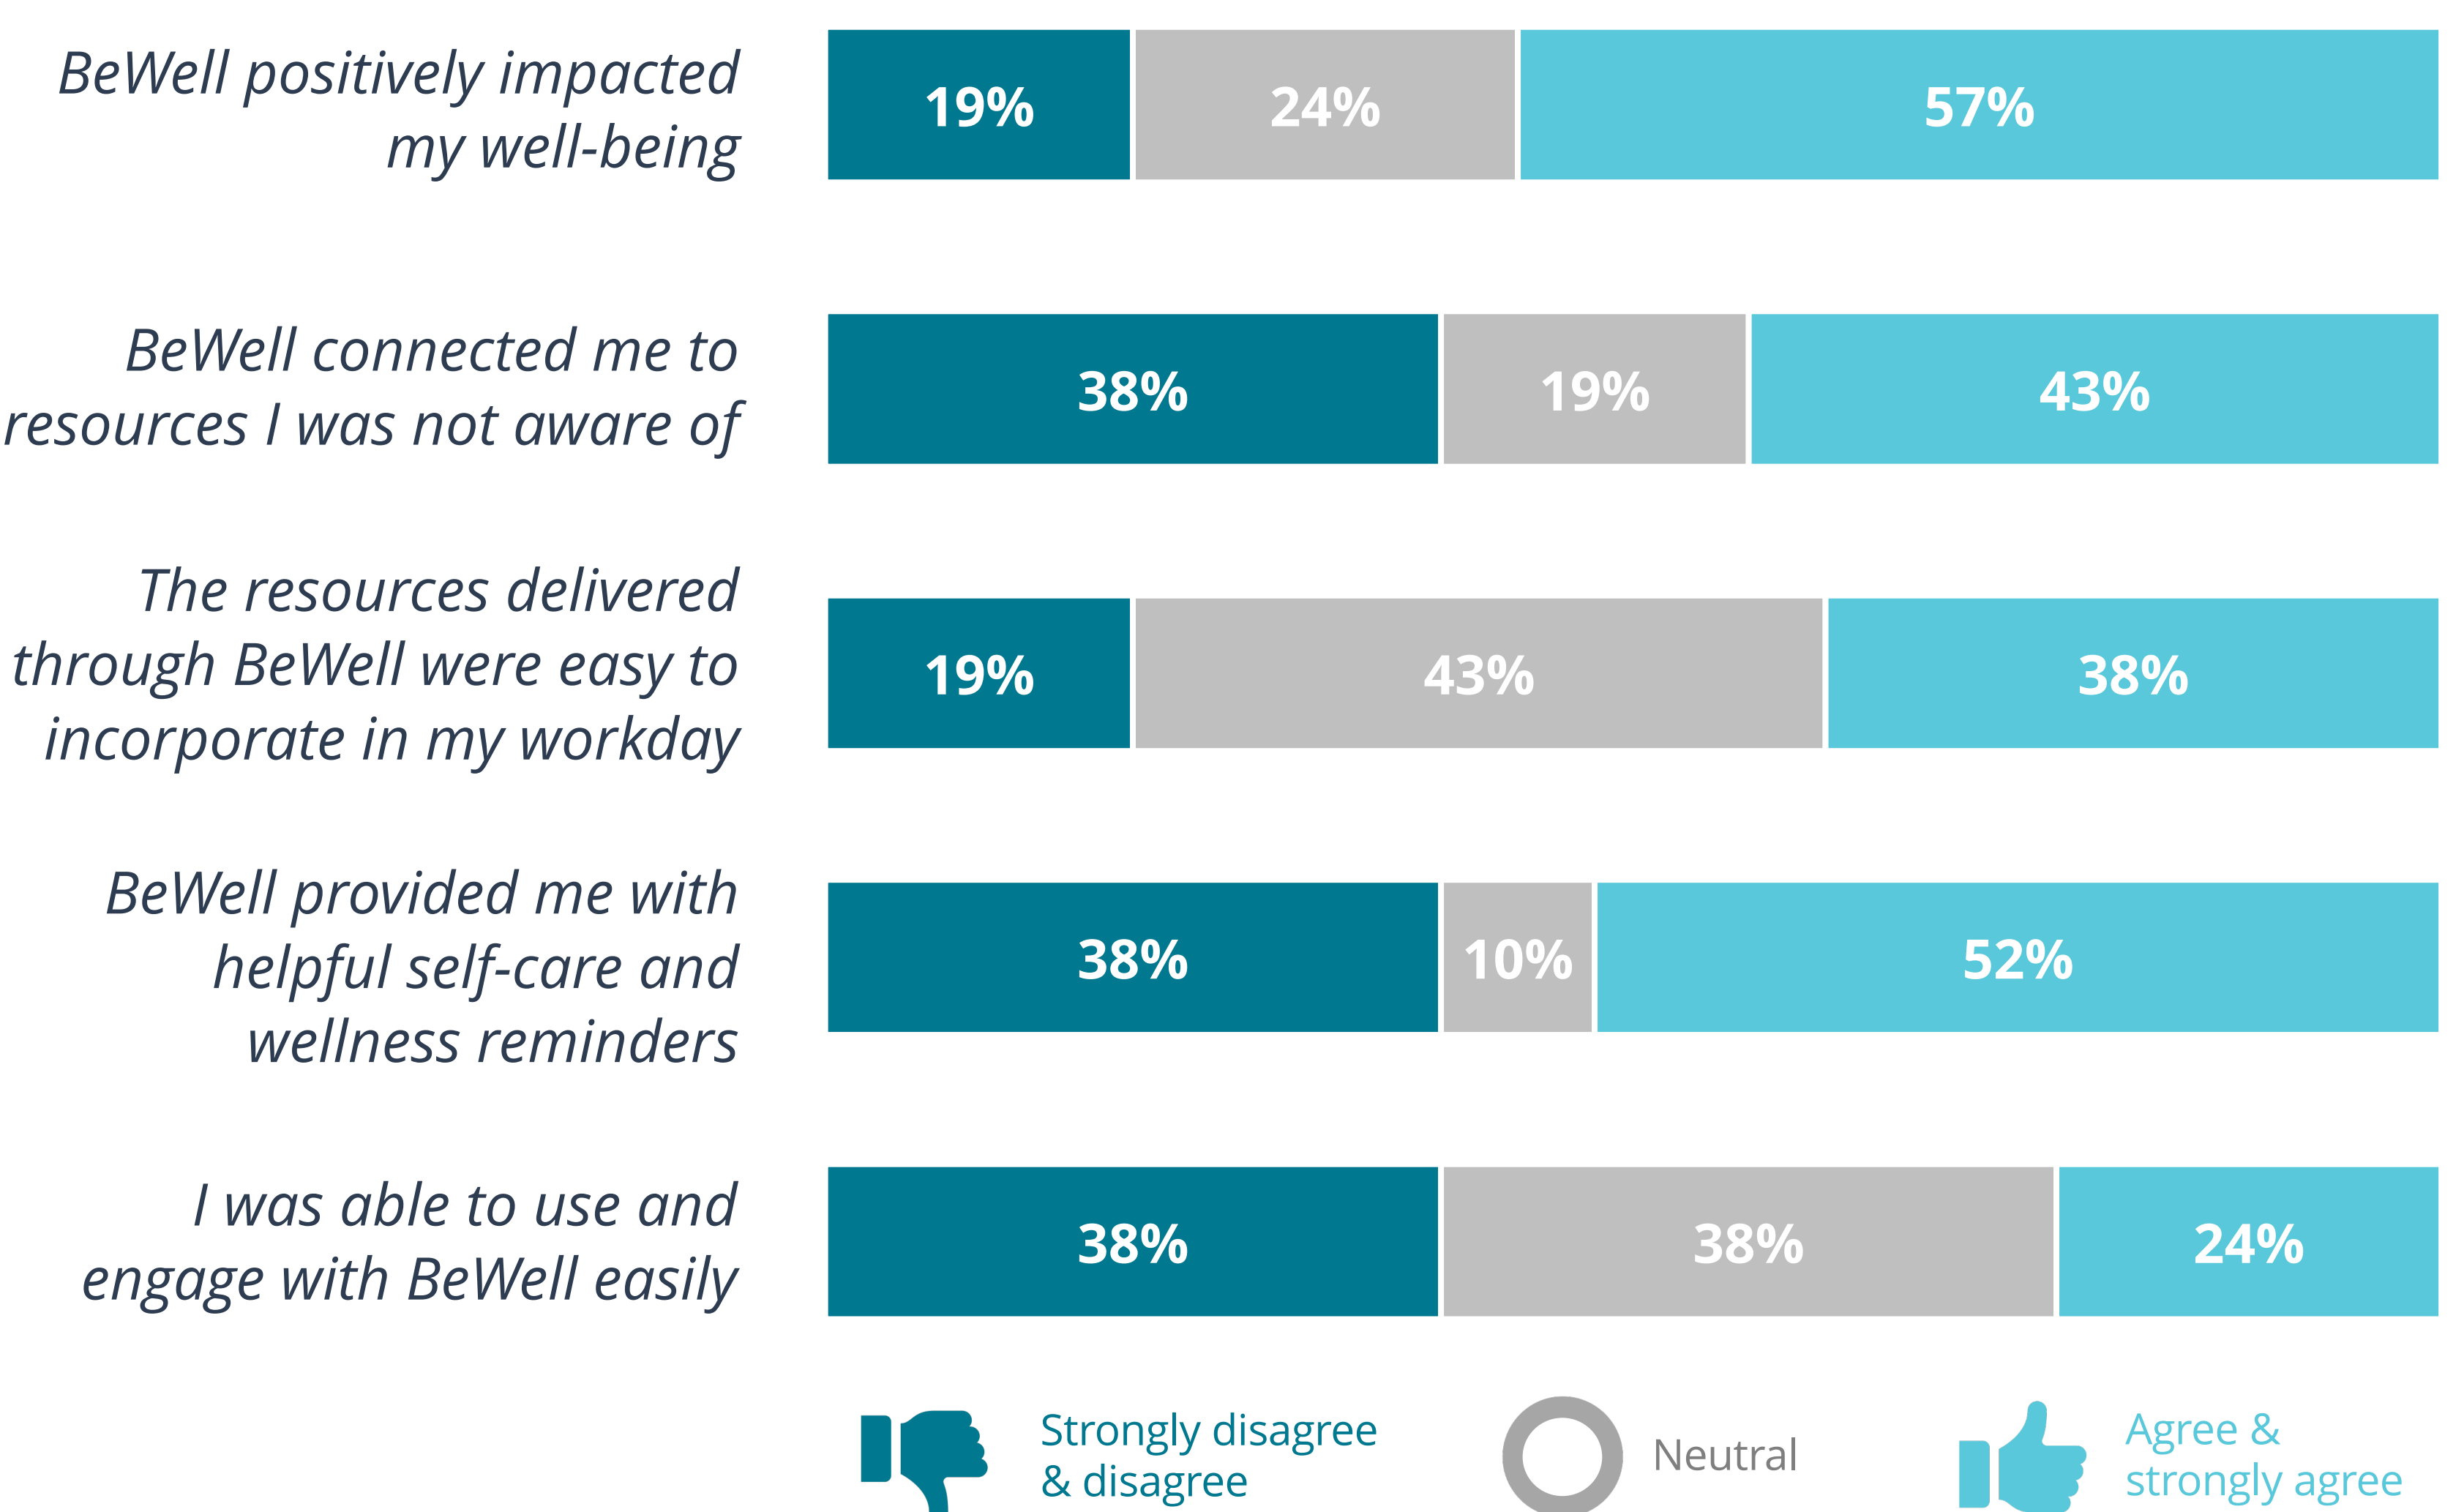 BeWell positively impacted
my well-being
19%
24%
57%
BeWell connected me to
resources I was not aware of
38%
19%
43%
The resources delivered
through BeWell were easy to
incorporate in my workday
19%
43%
38%
BeWell provided me with
helpful self-care and
wellness reminders
38%
10%
52%
I was able to use and
engage with BeWell easily
38%
38%
24%
Strongly disagree
& disagree
Neutral
Agree &
strongly agree